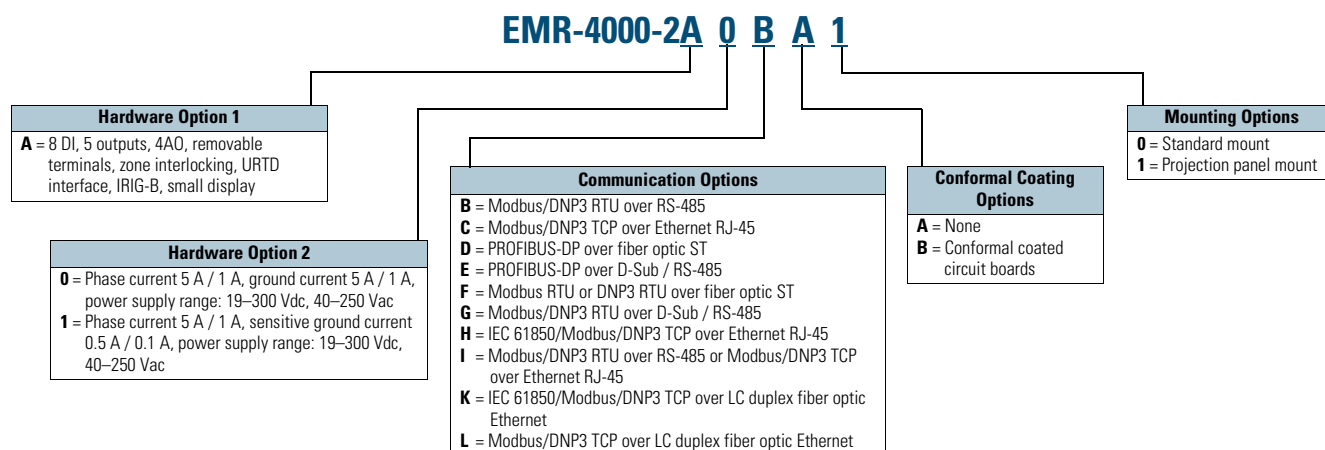 EMR-4000-2A 0 B A 1
Hardware Option 1
A = 8 DI, 5 outputs, 4AO, removable
terminals, zone interlocking, URTD
interface, IRIG-B, small display
Hardware Option 2
0 = Phase current 5 A / 1 A, ground current 5 A / 1 A,
power supply range: 19–300 Vdc, 40–250 Vac
1 = Phase current 5 A / 1 A, sensitive ground current
0.5 A / 0.1 A, power supply range: 19–300 Vdc,
40–250 Vac
Communication Options
B = Modbus/DNP3 RTU over RS-485
C = Modbus/DNP3 TCP over Ethernet RJ-45
D = PROFIBUS-DP over fiber optic ST
E = PROFIBUS-DP over D-Sub / RS-485
F = Modbus RTU or DNP3 RTU over fiber optic ST
G = Modbus/DNP3 RTU over D-Sub / RS-485
H = IEC 61850/Modbus/DNP3 TCP over Ethernet RJ-45
I = Modbus/DNP3 RTU over RS-485 or Modbus/DNP3 TCP
over Ethernet RJ-45
K = IEC 61850/Modbus/DNP3 TCP over LC duplex fiber optic
Ethernet
L = Modbus/DNP3 TCP over LC duplex fiber optic Ethernet
Conformal Coating
Options
A = None
B = Conformal coated
circuit boards
Mounting Options
0 = Standard mount
1 = Projection panel mount